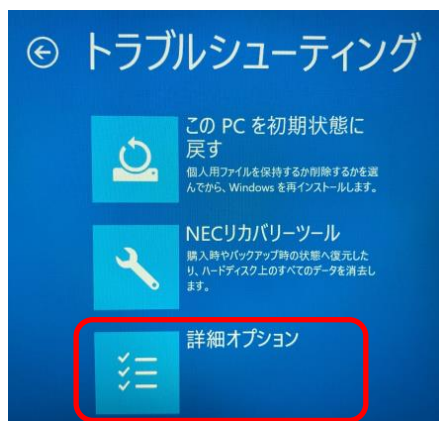 トラブルシューティング
この PC を初期状態に
戻す
個人用ファイルを保持するか削除するかを選
んでから、Windows を再インストールします。
NECリカバリーツール
購入時やバックアップ時の状態へ復元した
り、ハードディスク上のすべてのデータを消去し
ます。
詳細オプション